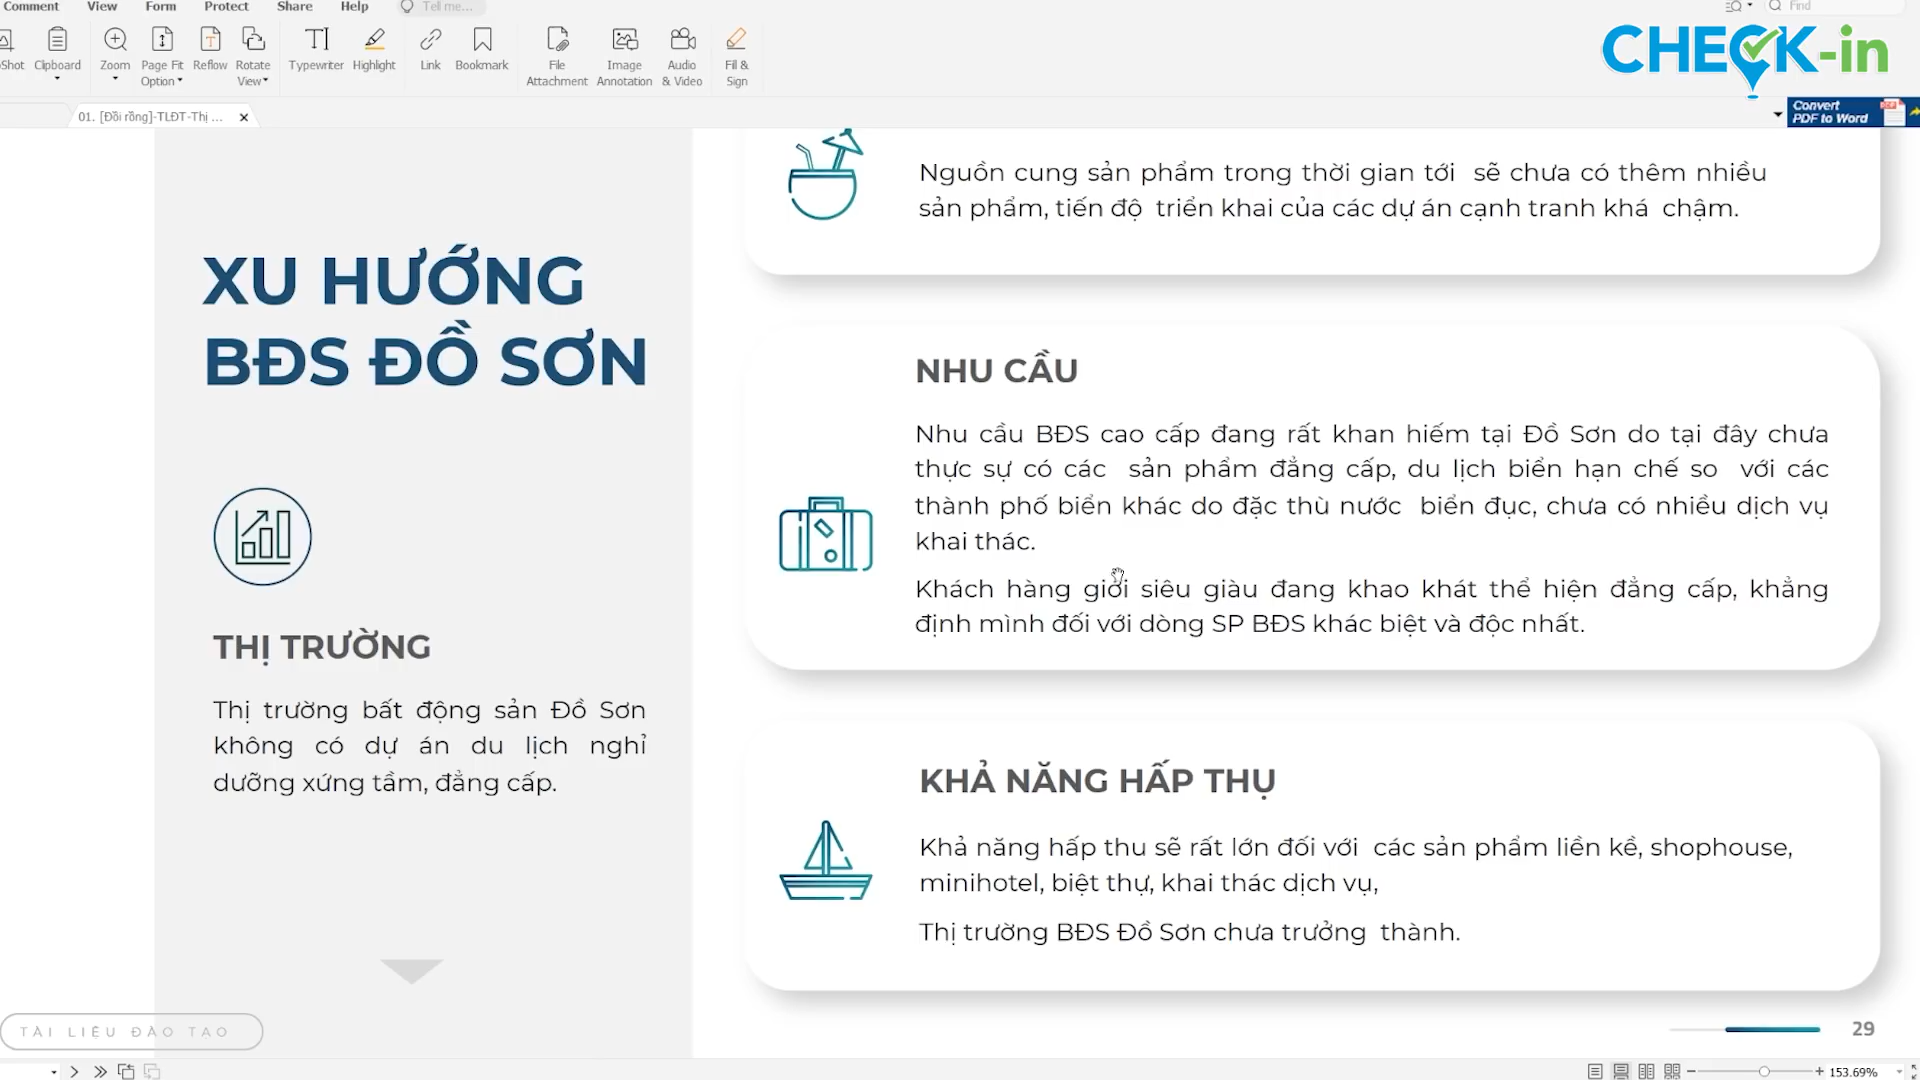 Comment View Form Protect Share Help Tell me... Find
Shot Clipboard Zoom Page Fit Option Reflow Rotate View Typewriter Highlight Link Bookmark File Attachment Image Annotation Audio & Video Fill & Sign
CHECK-in
01. [Đồi rồng]-TLĐT-Thị ...
Convert
PDF to Word
Nguồn cung sản phẩm trong thời gian tới sẽ chưa có thêm nhiều
sản phẩm, tiến độ triển khai của các dự án cạnh tranh khá chậm.
XU HƯỚNG
BĐS ĐỒ SƠN
THỊ TRƯỜNG
Thị trường bất động sản Đồ Sơn
không có dự án du lịch nghỉ
dưỡng xứng tầm, đẳng cấp.
NHU CẦU
Nhu cầu BĐS cao cấp đang rất khan hiếm tại Đồ Sơn do tại đây chưa
thực sự có các sản phẩm đẳng cấp, du lịch biển hạn chế so với các
thành phố biển khác do đặc thù nước biển đục, chưa có nhiều dịch vụ
khai thác.
Khách hàng giới siêu giàu đang khao khát thể hiện đẳng cấp, khẳng
định mình đối với dòng SP BĐS khác biệt và độc nhất.
KHẢ NĂNG HẤP THỤ
Khả năng hấp thu sẽ rất lớn đối với các sản phẩm liền kề, shophouse,
minihotel, biệt thự, khai thác dịch vụ,
Thị trường BĐS Đồ Sơn chưa trưởng thành.
TÀI LIỆU ĐÀO TẠO
29
153.69%